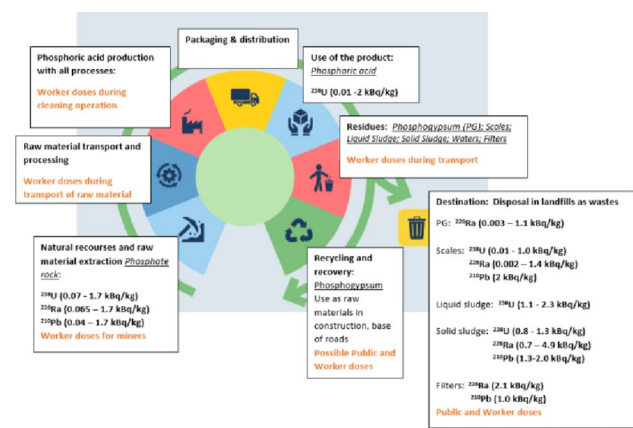 Packaging & distribution
Phosphoric acid production
with all processes:
Worker doses during
cleaning operation
Use of the product:
Phosphoric acid
²³⁸U (0.01 -2 kBq/kg)
Residues: Phosphogypsum (PG); Scales;
Liquid Sludge; Solid Sludge; Waters; Filters
Worker doses during transport
Raw material transport and
processing
Worker doses during
transport of raw material
Natural recourses and raw
material extraction Phosphate
rock:
²³⁸U (0.07 - 1.7 kBq/kg)
²²⁶Ra (0.065 – 1.7 kBq/kg)
²¹⁰Pb (0.04 – 1.7 kBq/kg)
Worker doses for miners
Recycling and
recovery:
Phosphogypsum
Use as raw
materials in
construction, base
of roads
Possible Public and
Worker doses
Destination: Disposal in landfills as wastes
PG: ²²⁶Ra (0.003 – 1.1 kBq/kg)
Scales: ²³⁸U (0.01 - 1.0 kBq/kg)
²²⁸Ra (0.002 – 1.4 kBq/kg)
²¹⁰Pb (2 kBq/kg)
Liquid sludge: ²³⁸U (1.1 - 2.3 kBq/kg)
Solid sludge: ²³⁸U (0.8 - 1.3 kBq/kg)
²²⁸Ra (0.7 – 4.9 kBq/kg)
²¹⁰Pb (1.3-2.0 kBq/kg)
Filters: ²²⁶Ra (2.1 kBq/kg)
²¹⁰Pb (1.0 kBq/kg)
Public and Worker doses